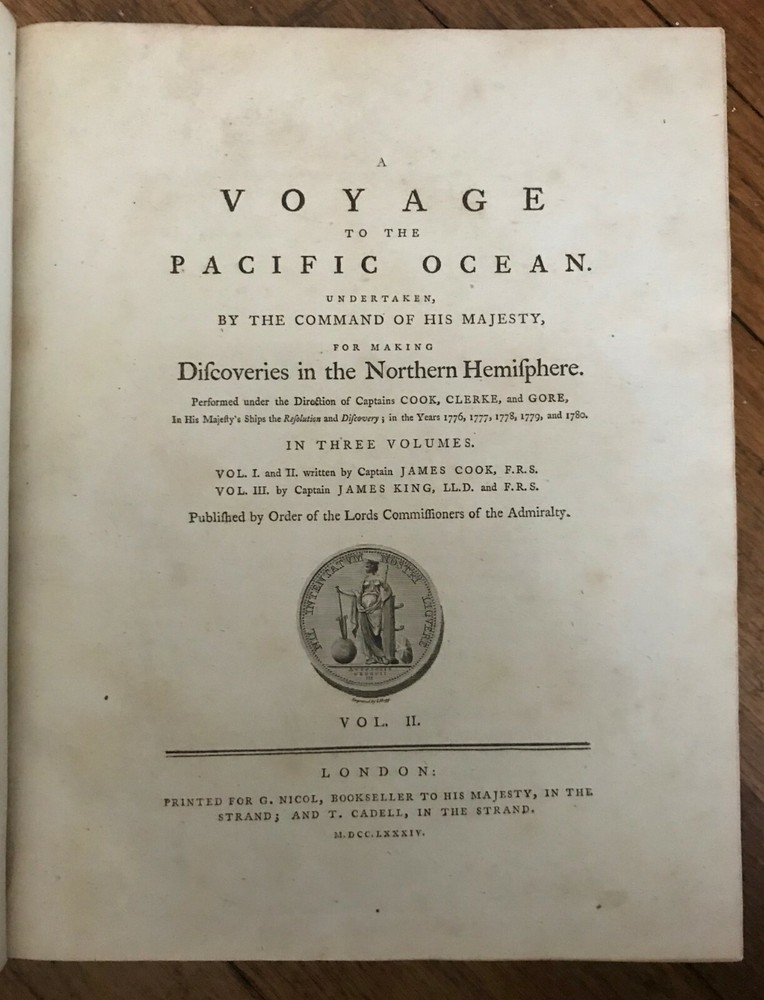 A
VOYAGE
TO THE
PACIFIC OCEAN.
UNDERTAKEN,
BY THE COMMAND OF HIS MAJESTY,
FOR MAKING
Diſcoveries in the Northern Hemiſphere.
Performed under the Direction of Captains COOK, CLERKE, and GORE,
In His Majeſty's Ships the Reſolution and Diſcovery; in the Years 1776, 1777, 1778, 1779, and 1780.
IN THREE VOLUMES.
VOL. I. and II. written by Captain JAMES COOK, F.R.S.
VOL. III. by Captain JAMES KING, LL.D. and F.R.S.
Publiſhed by Order of the Lords Commiſſioners of the Admiralty.
NIL INTENTATUM NOSTRI LIQUERE
VOL. II.
LONDON:
PRINTED FOR G. NICOL, BOOKSELLER TO HIS MAJESTY, IN THE
STRAND; AND T. CADELL, IN THE STRAND.
M.DCC.LXXXIV.